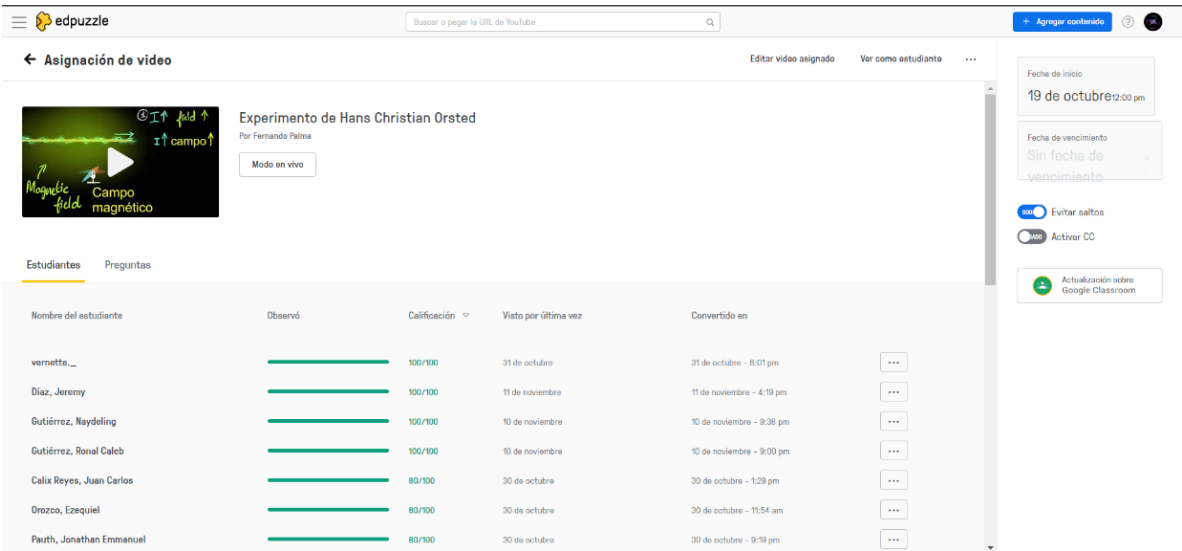 edpuzzle
Buscar o pegar la URL de YouTube
+ Agregar contenido
?
Asignación de video
Editar video asignado
Ver como estudiante
...
③ I↑ field ↑
I↑ campo↑
Magnetic
field
Campo
magnético
Experimento de Hans Christian Orsted
Por Fernando Palma
Modo en vivo
Fecha de inicio
19 de octubre 12:00 pm
Fecha de vencimiento
Sin fecha de
vencimiento
Evitar saltos
Activar CC
Actualización sobre
Google Classroom
Estudiantes Preguntas
Nombre del estudiante Observó Calificación Visto por última vez Convertido en
vernette._ 100/100 31 de octubre 31 de octubre - 6:01 pm ...
Díaz, Jeremy 100/100 11 de noviembre 11 de noviembre - 4:19 pm ...
Gutiérrez, Naydeling 100/100 10 de noviembre 10 de noviembre - 9:38 pm ...
Gutiérrez, Ronal Caleb 100/100 10 de noviembre 10 de noviembre - 9:00 pm ...
Calix Reyes, Juan Carlos 80/100 30 de octubre 30 de octubre - 1:29 pm ...
Orozco, Ezequiel 80/100 30 de octubre 30 de octubre - 11:54 am ...
Pauth, Jonathan Emmanuel 80/100 30 de octubre 30 de octubre - 9:19 pm ...